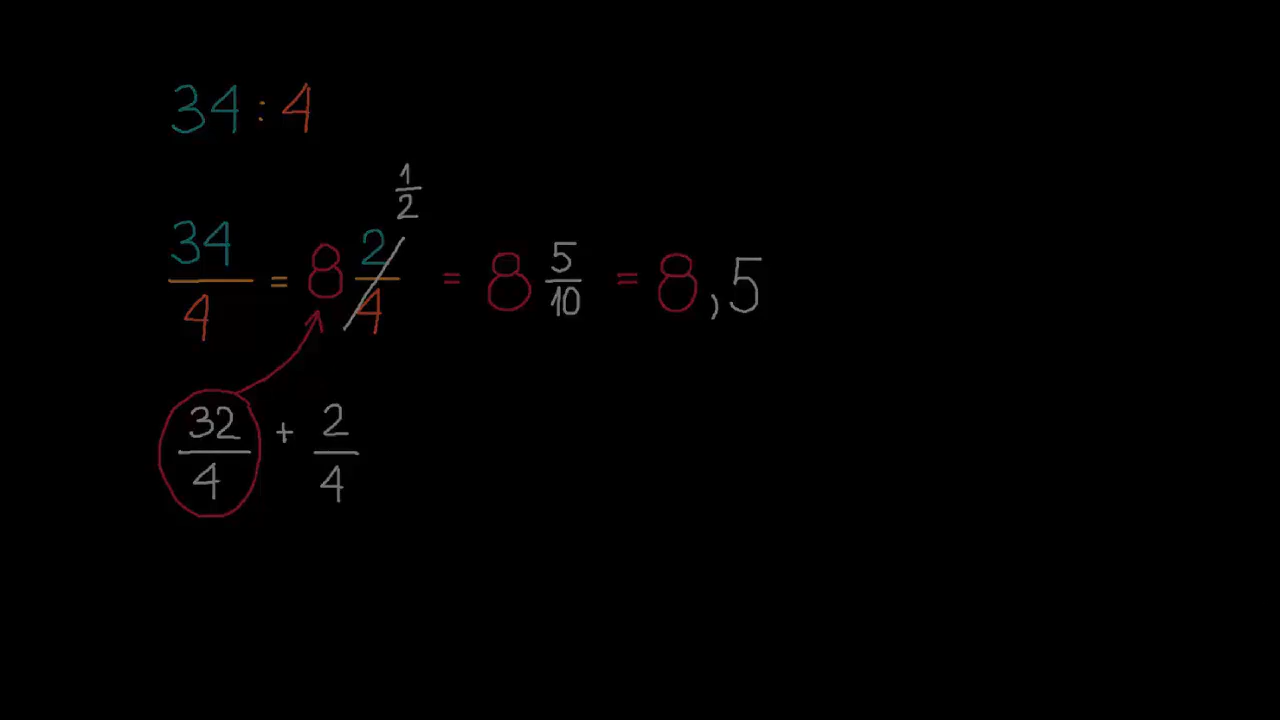 34 : 4
1/2
34/4 = 8 2/4 = 8 5/10 = 8,5
32/4 + 2/4